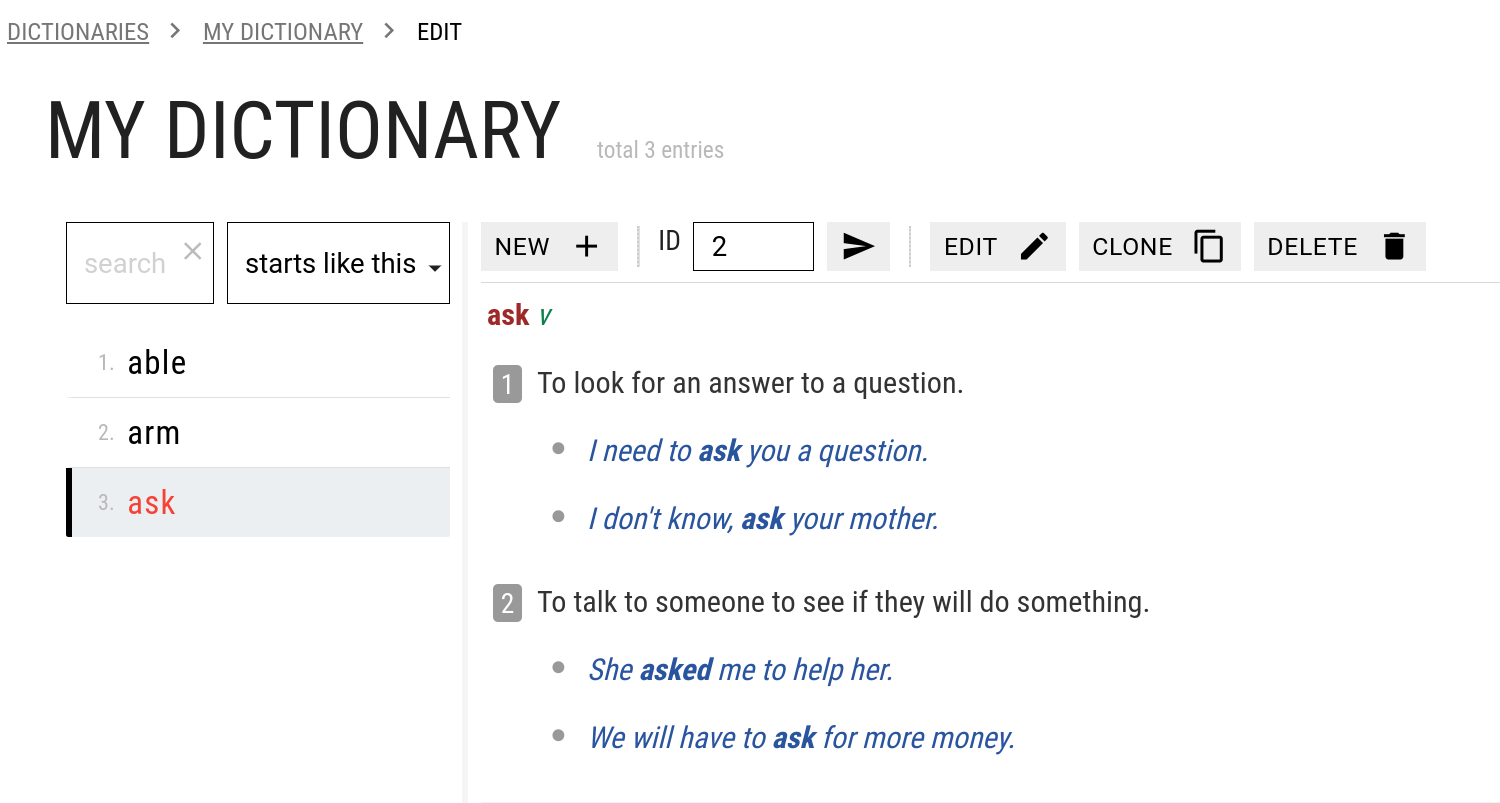 DICTIONARIES > MY DICTIONARY > EDIT
MY DICTIONARY total 3 entries
search starts like this
NEW + ID 2 EDIT CLONE DELETE
1. able
2. arm
3. ask
ask v
1 To look for an answer to a question.
• I need to ask you a question.
• I don't know, ask your mother.
2 To talk to someone to see if they will do something.
• She asked me to help her.
• We will have to ask for more money.